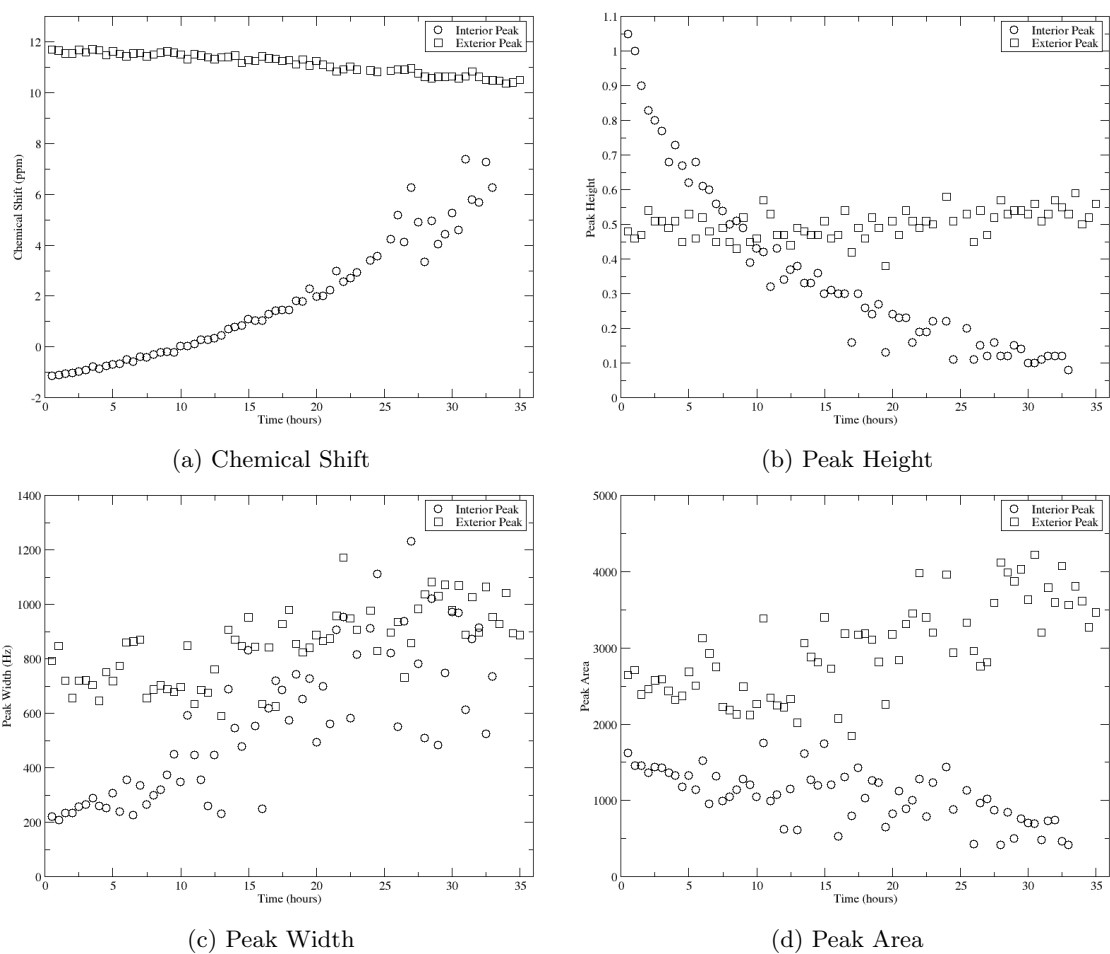 12
10
8
6
4
2
0
-2
Chemical Shift (ppm)
Interior Peak
Exterior Peak
0 5 10 15 20 25 30 35
Time (hours)
(a) Chemical Shift
1.1
1
0.9
0.8
0.7
0.6
0.5
0.4
0.3
0.2
0.1
0
Peak Height
Interior Peak
Exterior Peak
0 5 10 15 20 25 30 35
Time (hours)
(b) Peak Height
1400
1200
1000
800
600
400
200
0
Peak Width (Hz)
Interior Peak
Exterior Peak
0 5 10 15 20 25 30 35
Time (hours)
(c) Peak Width
5000
4000
3000
2000
1000
0
Peak Area
Interior Peak
Exterior Peak
0 5 10 15 20 25 30 35
Time (hours)
(d) Peak Area